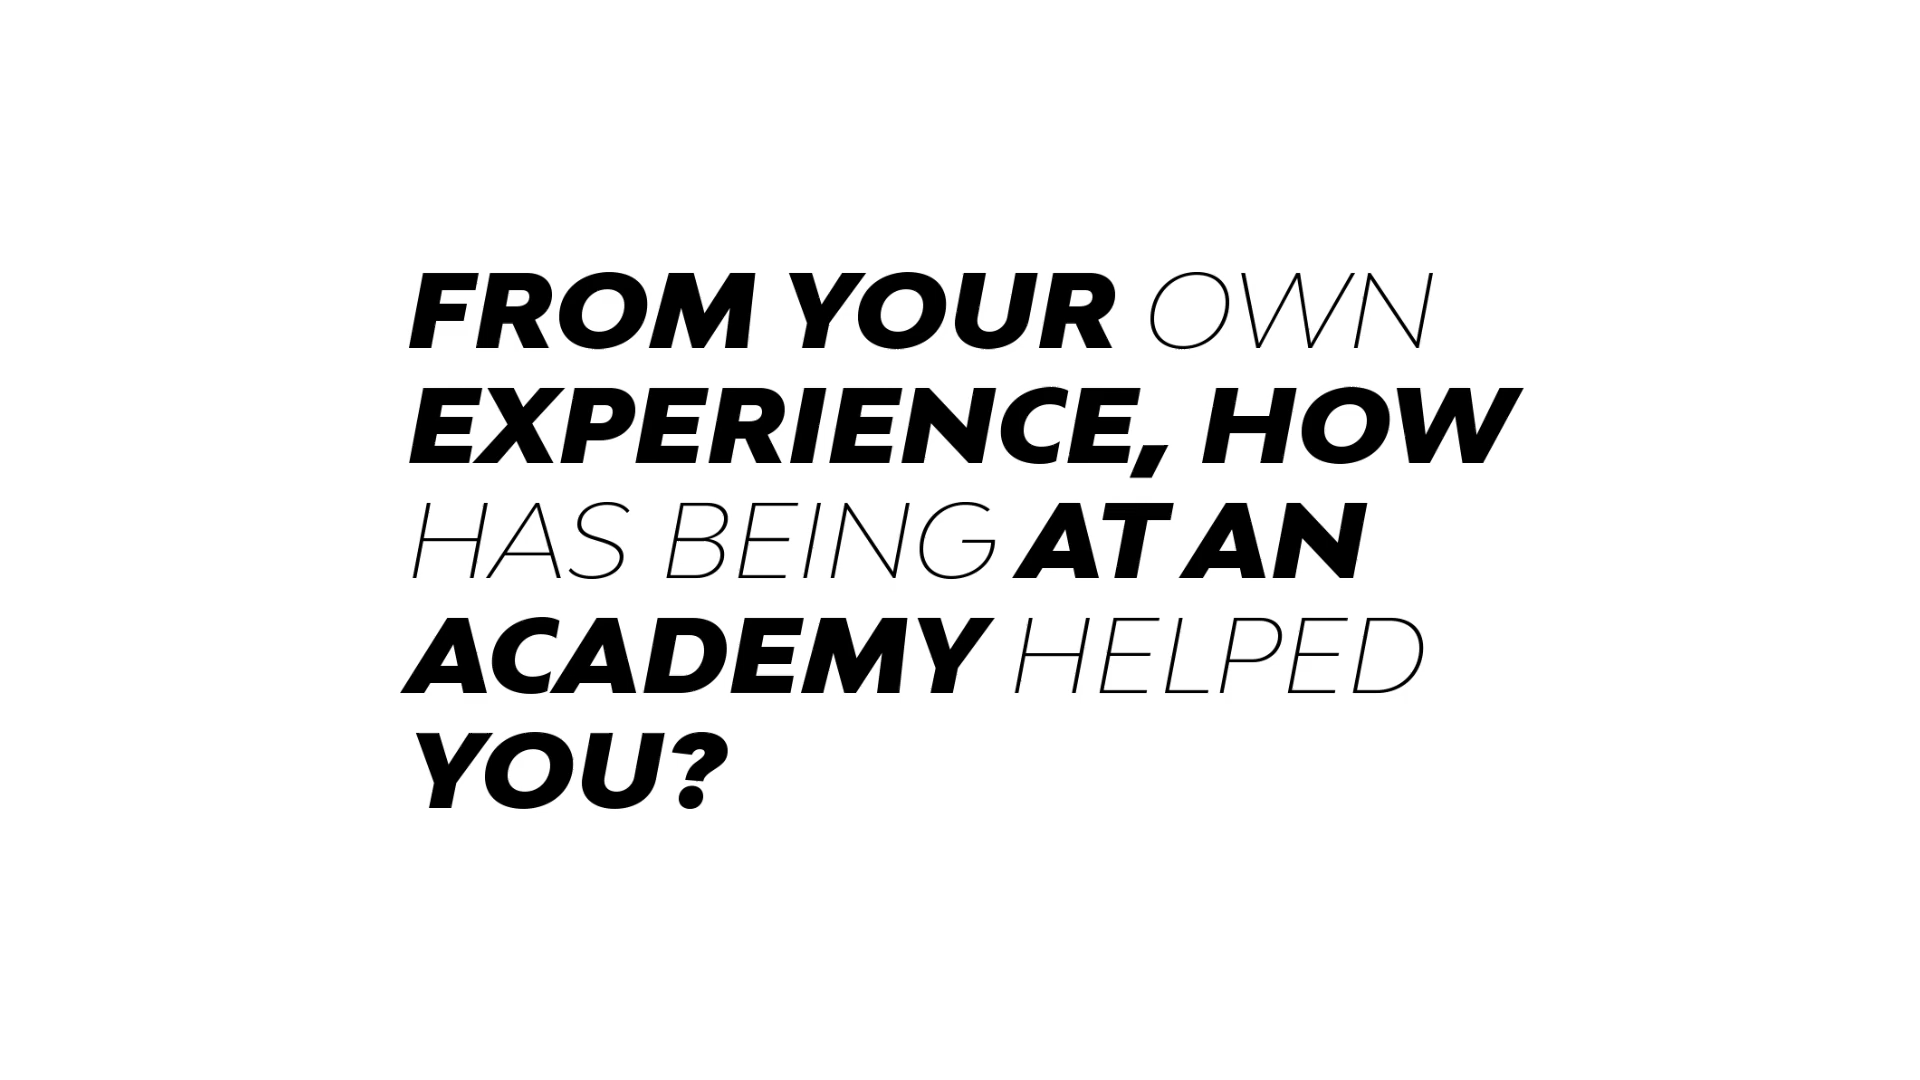 FROM YOUR OWN
EXPERIENCE, HOW
HAS BEING AT AN
ACADEMY HELPED
YOU?